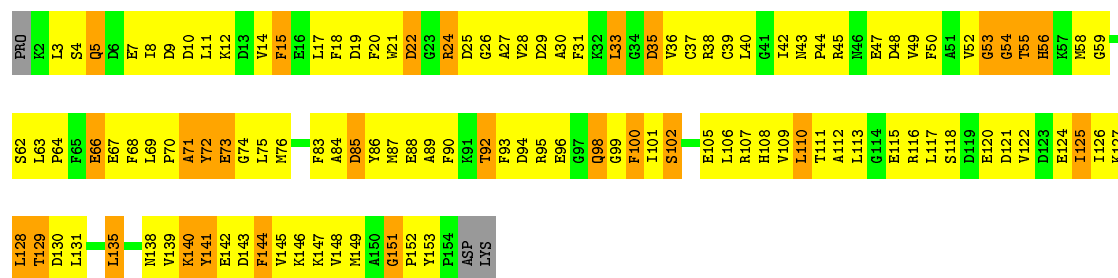 PRO K2 L3 S4 Q5 D6 E7 I8 D9 D10 L11 K12 D13 V14 F15 E16 L17 F18 D19 F20 W21 D22 G23 R24 D25 G26 A27 V28 D29 A30 F31 K32 L33 G34 D35 V36 C37 R38 C39 L40 G41 I42 N43 P44 R45 N46 E47 D48 V49 F50 A51 V52 G53 G54 T55 H56 K57 M58 G59
S62 L63 P64 F65 E66 E67 F68 L69 P70 A71 Y72 E73 G74 L75 M76 F83 A84 D85 Y86 M87 E88 A89 F90 K91 T92 F93 D94 R95 E96 G97 Q98 G99 F100 I101 S102 E105 L106 R107 H108 V109 L110 T111 A112 L113 G114 E115 R116 L117 S118 D119 E120 D121 V122 D123 E124 I125 I126 K127
L128 T129 D130 L131 L135 N138 V139 K140 Y141 E142 D143 F144 V145 K146 K147 V148 M149 A150 G151 P152 Y153 P154 ASP LYS